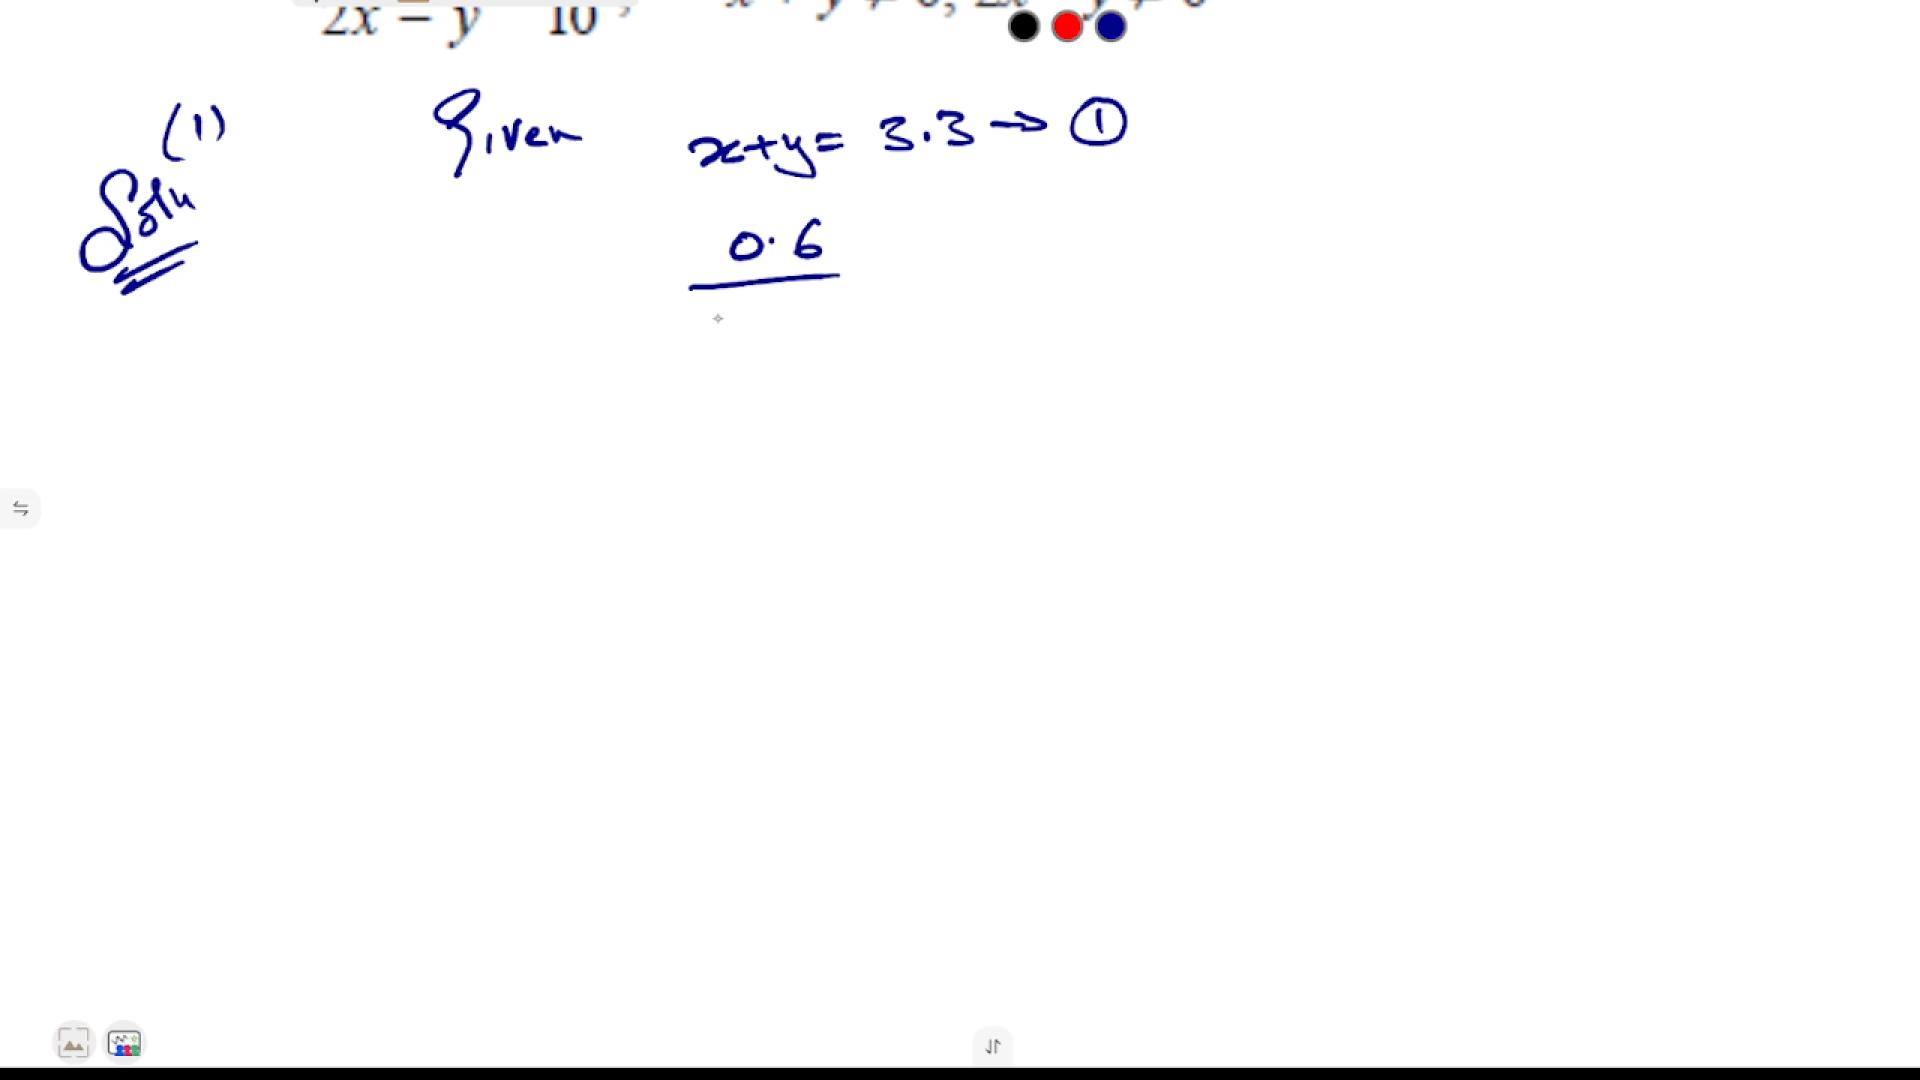 2x − y 10 ,
(1) Given x+y= 3.3 → ①
Soln
0.6